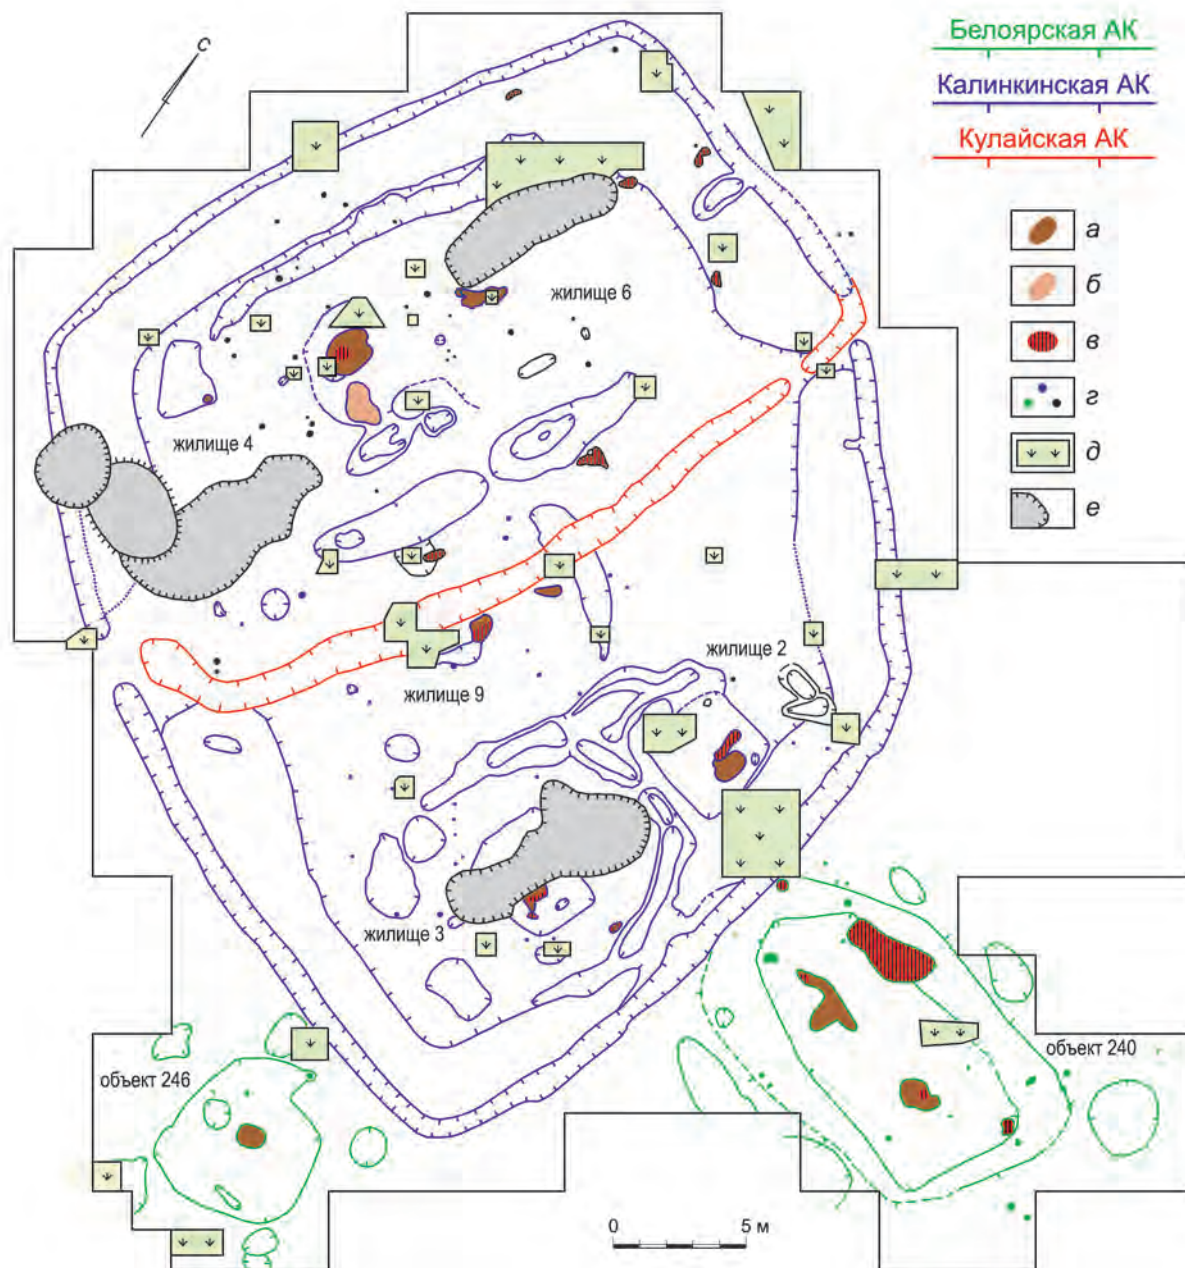 С
Белоярская АК
Калинкинская АК
Кулайская АК
а
б
в
г
д
е
жилище 6
жилище 4
жилище 2
жилище 9
жилище 3
объект 246
объект 240
0 5 м